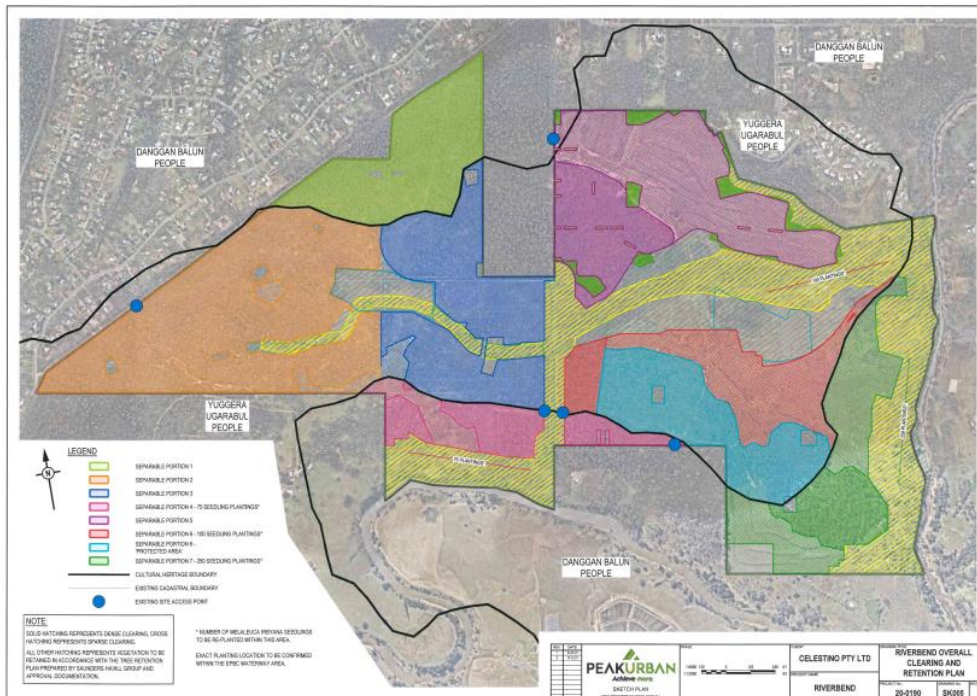 DANGGAN BALUN
PEOPLE
DANGGAN BALUN
PEOPLE
YUGGERA
UGARABUL
PEOPLE
100 PLANTINGS*
YUGGERA
UGARABUL
PEOPLE
75 PLANTINGS*
DANGGAN BALUN
PEOPLE
LEGEND
SEPARABLE PORTION 1
SEPARABLE PORTION 2
SEPARABLE PORTION 3
SEPARABLE PORTION 4 - 75 SEEDLING PLANTINGS*
SEPARABLE PORTION 5
SEPARABLE PORTION 6 - 100 SEEDLING PLANTINGS*
SEPARABLE PORTION 6 -
'PROTECTED AREA'
SEPARABLE PORTION 7 - 250 SEEDLING PLANTINGS*
CULTURAL HERITAGE BOUNDARY
EXISTING CADASTRAL BOUNDARY
EXISTING SITE ACCESS POINT
N
NOTE:
SOLID HATCHING REPRESENTS DENSE CLEARING, CROSS
HATCHING REPRESENTS SPARSE CLEARING.
ALL OTHER HATCHING REPRESENTS VEGETATION TO BE
RETAINED IN ACCORDANCE WITH THE TREE RETENTION
PLAN PREPARED BY SAUNDERS HAVILL GROUP AND
APPROVAL DOCUMENTATION.
* NUMBER OF MELALEUCA IRBYANA SEEDLINGS
TO BE RE-PLANTED WITHIN THIS AREA.
EXACT PLANTING LOCATION TO BE CONFIRMED
WITHIN THE EPBC WATERWAY AREA.
PEAKURBAN
Achieve more.
SKETCH PLAN
CELESTINO PTY LTD
RIVERBEND
RIVERBEND OVERALL
CLEARING AND
RETENTION PLAN
20-0190